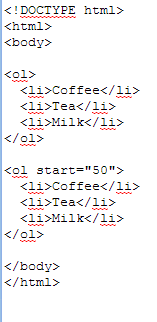 <!DOCTYPE html>
<html>
<body>

<ol>
  <li>Coffee</li>
  <li>Tea</li>
  <li>Milk</li>
</ol>

<ol start="50">
  <li>Coffee</li>
  <li>Tea</li>
  <li>Milk</li>
</ol>

</body>
</html>